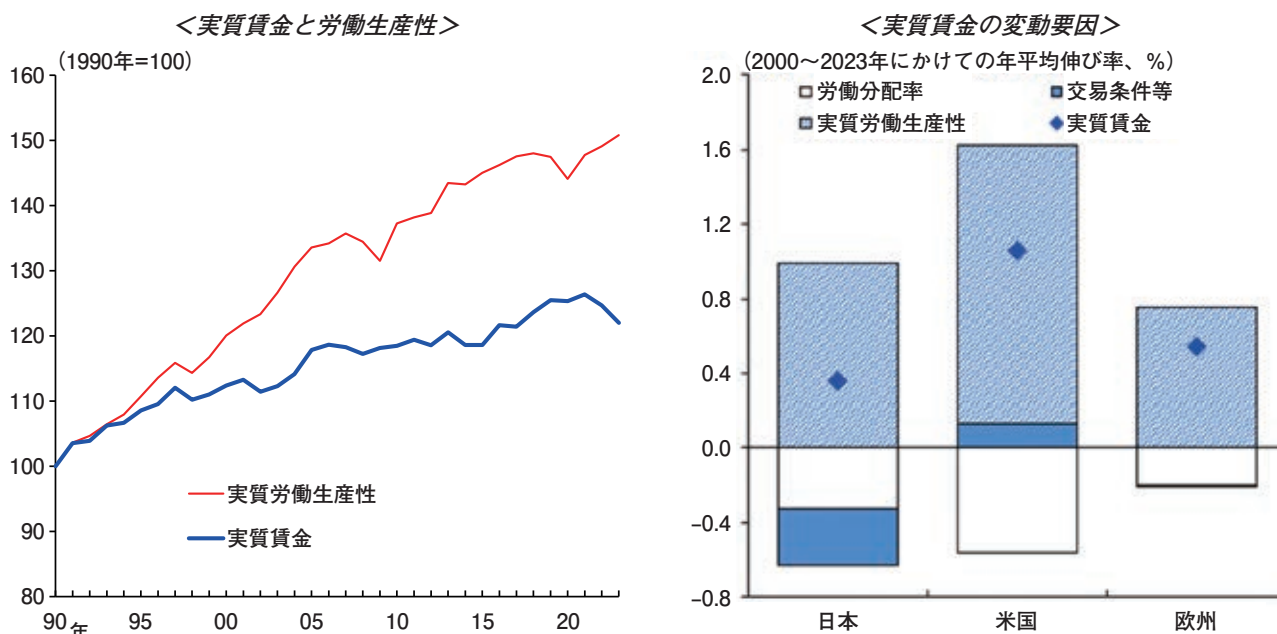 ＜実質賃金と労働生産性＞
（1990年=100）
160
150
140
130
120
110
100
90
80
実質労働生産性
実質賃金
90年
95
00
05
10
15
20
＜実質賃金の変動要因＞
（2000～2023年にかけての年平均伸び率、%）
2.0
1.6
1.2
0.8
0.4
0.0
−0.4
−0.8
労働分配率
交易条件等
実質労働生産性
実質賃金
日本
米国
欧州